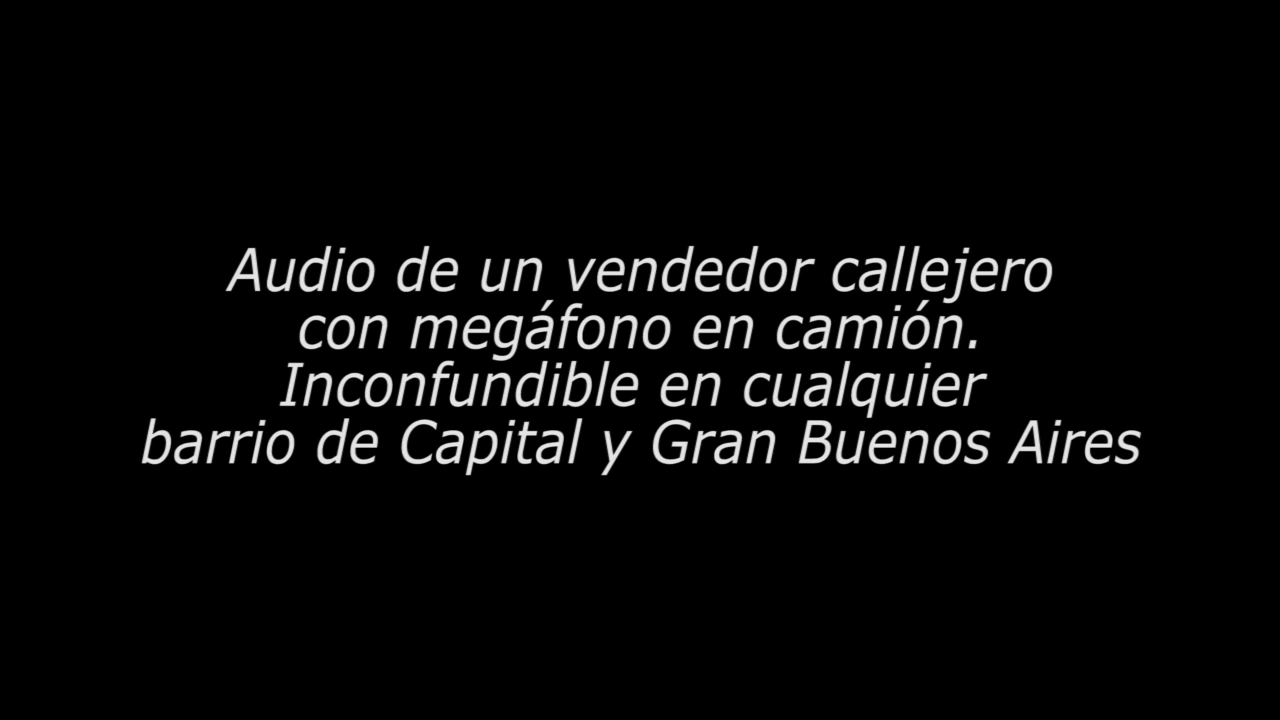 Audio de un vendedor callejero
con megáfono en camión.
Inconfundible en cualquier
barrio de Capital y Gran Buenos Aires